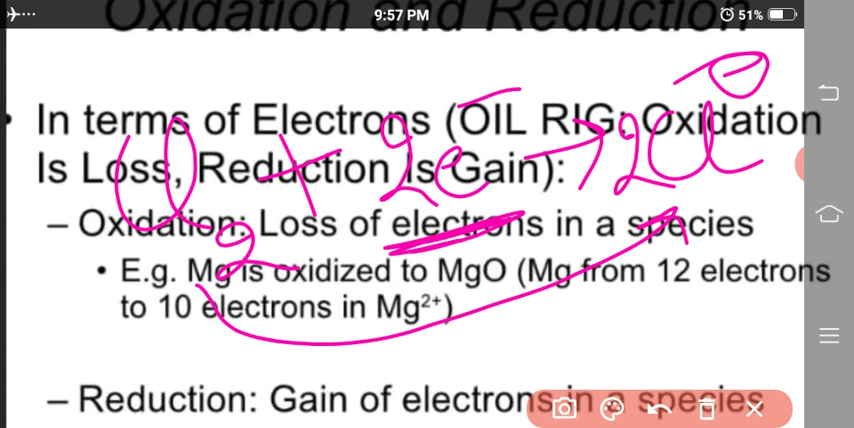 9:57 PM
51%
Oxidation and Reduction
• In terms of Electrons (OIL RIG: Oxidation
Is Loss, Reduction Is Gain):
– Oxidation: Loss of electrons in a species
• E.g. Mg is oxidized to MgO (Mg from 12 electrons
to 10 electrons in Mg²⁺)
– Reduction: Gain of electrons in a species
Cl₂ + 2e⁻ → 2Cl⁻